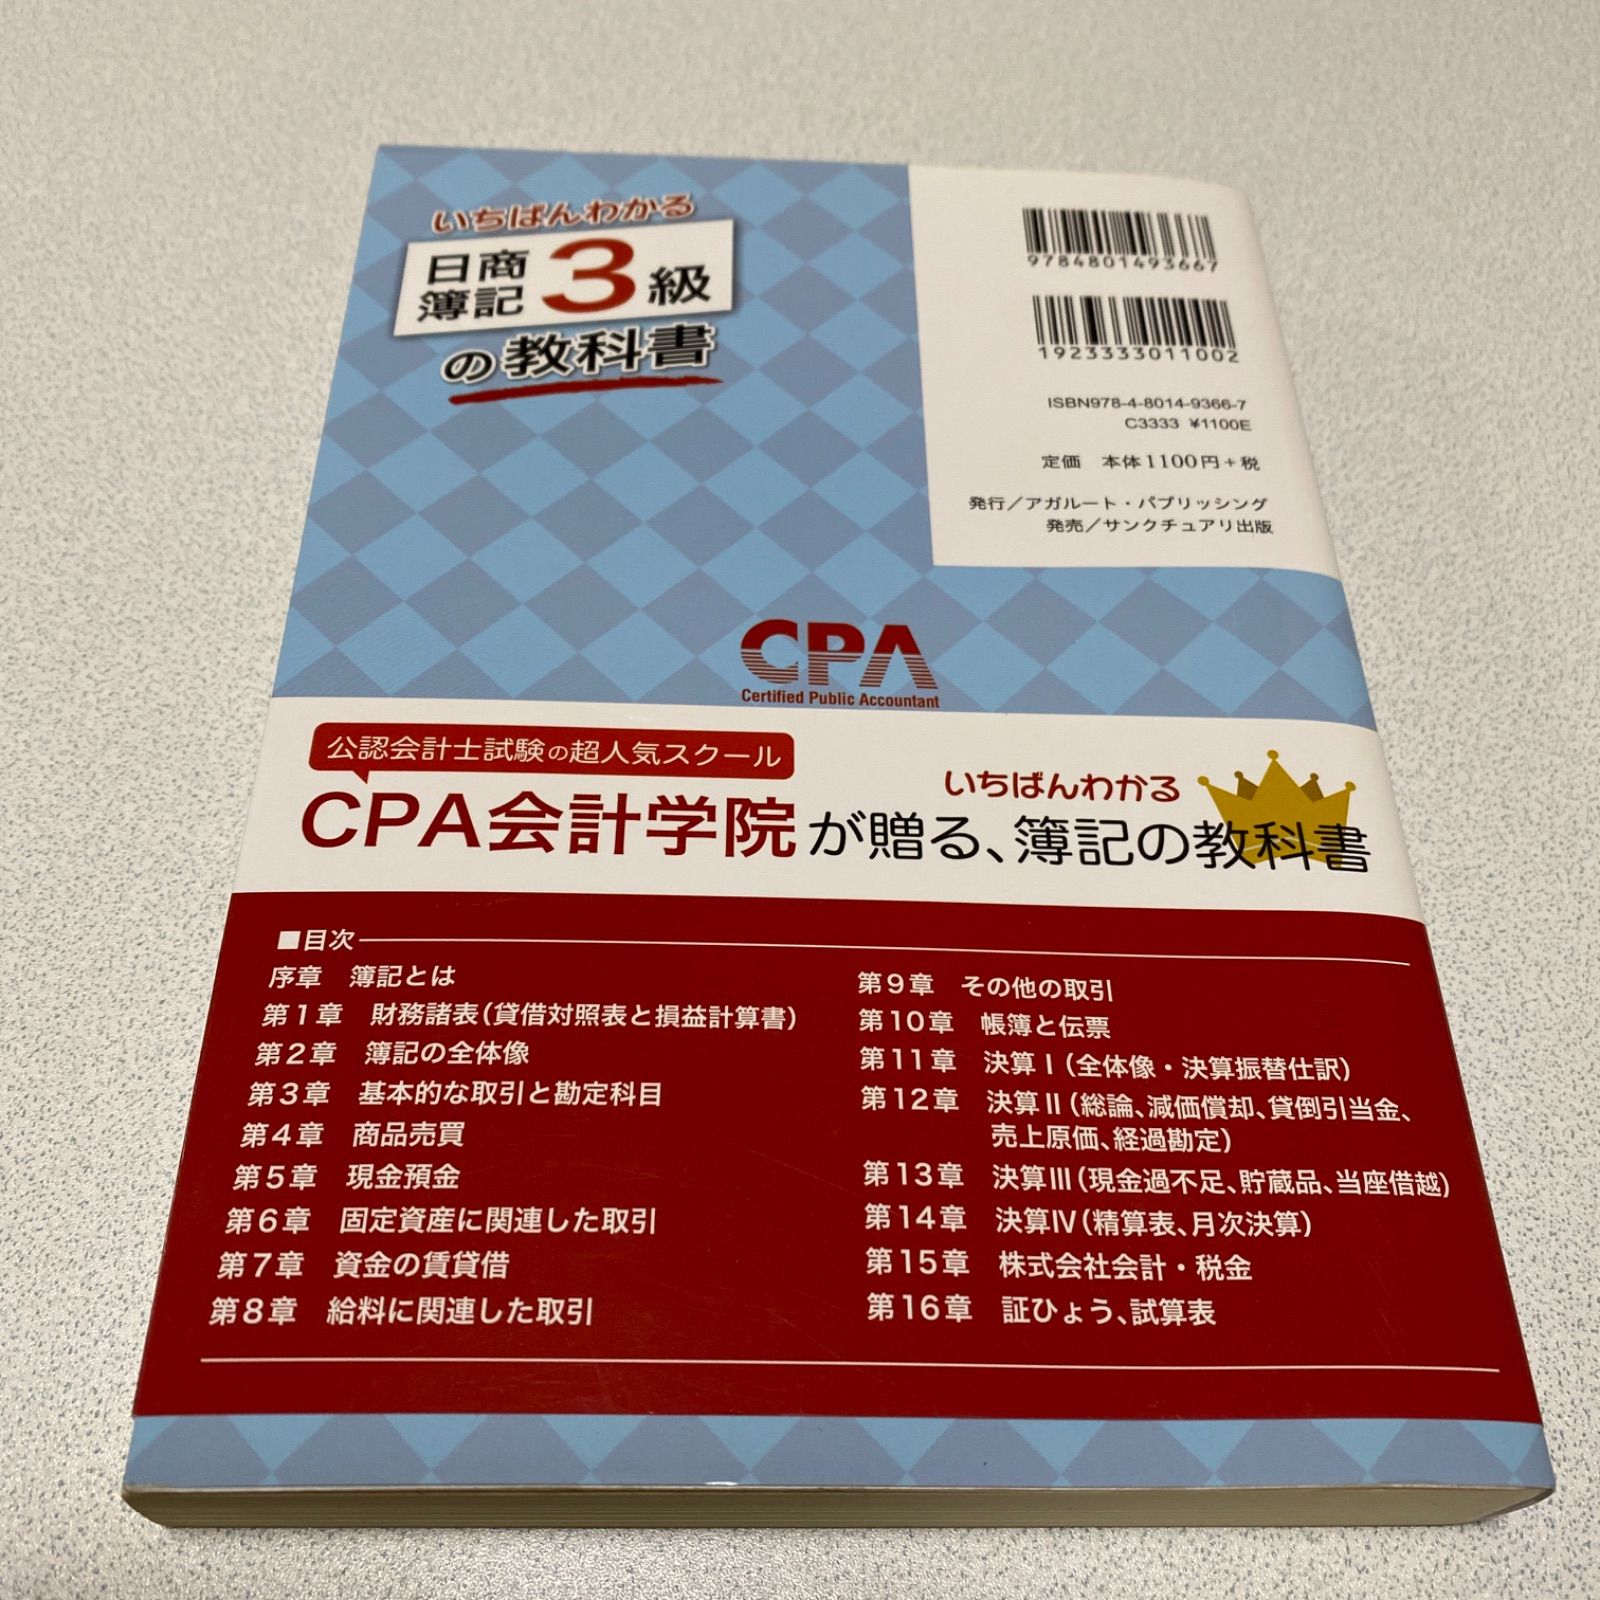 いちばんわかる
日商
簿記
3級
の教科書
9784801493667
1923333011002
ISBN978-4-8014-9366-7
C3333 ¥1100E
定価 本体1100円+税
発行/アガルート・パブリッシング
発売/サンクチュアリ出版
CPA
Certified Public Accountant
公認会計士試験の超人気スクール
CPA会計学院が贈る、
いちばんわかる
簿記の教科書
■目次
序章 簿記とは
第1章 財務諸表(貸借対照表と損益計算書)
第2章 簿記の全体像
第3章 基本的な取引と勘定科目
第4章 商品売買
第5章 現金預金
第6章 固定資産に関連した取引
第7章 資金の賃貸借
第8章 給料に関連した取引
第9章 その他の取引
第10章 帳簿と伝票
第11章 決算Ⅰ(全体像・決算振替仕訳)
第12章 決算Ⅱ(総論、減価償却、貸倒引当金、
売上原価、経過勘定)
第13章 決算Ⅲ(現金過不足、貯蔵品、当座借越)
第14章 決算Ⅳ(精算表、月次決算)
第15章 株式会社会計・税金
第16章 証ひょう、試算表